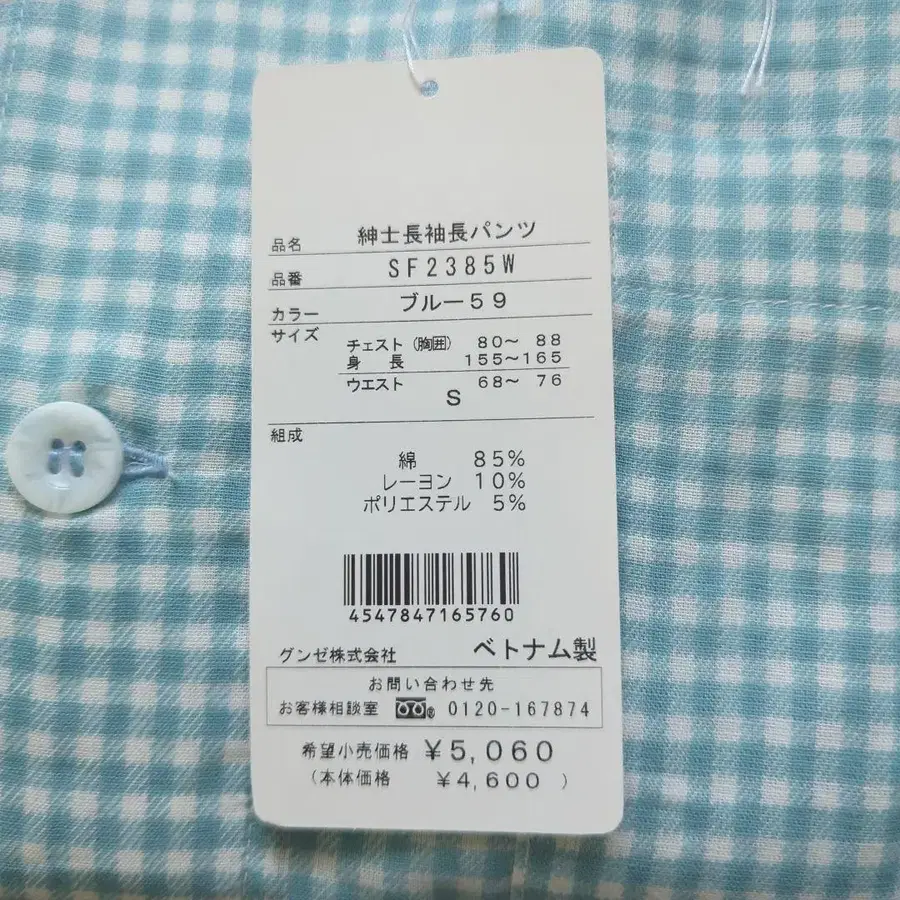 品名 紳士長袖長パンツ
品番 SF2385W
カラー ブルー59
サイズ チェスト(胸囲) 80〜 88
身 長 155〜165
ウエスト 68〜 76
S
組成
綿 85%
レーヨン 10%
ポリエステル 5%
4547847165760
グンゼ株式会社 ベトナム製
お問い合わせ先
お客様相談室 0120-167874
希望小売価格 ¥5,060
(本体価格 ¥4,600 )